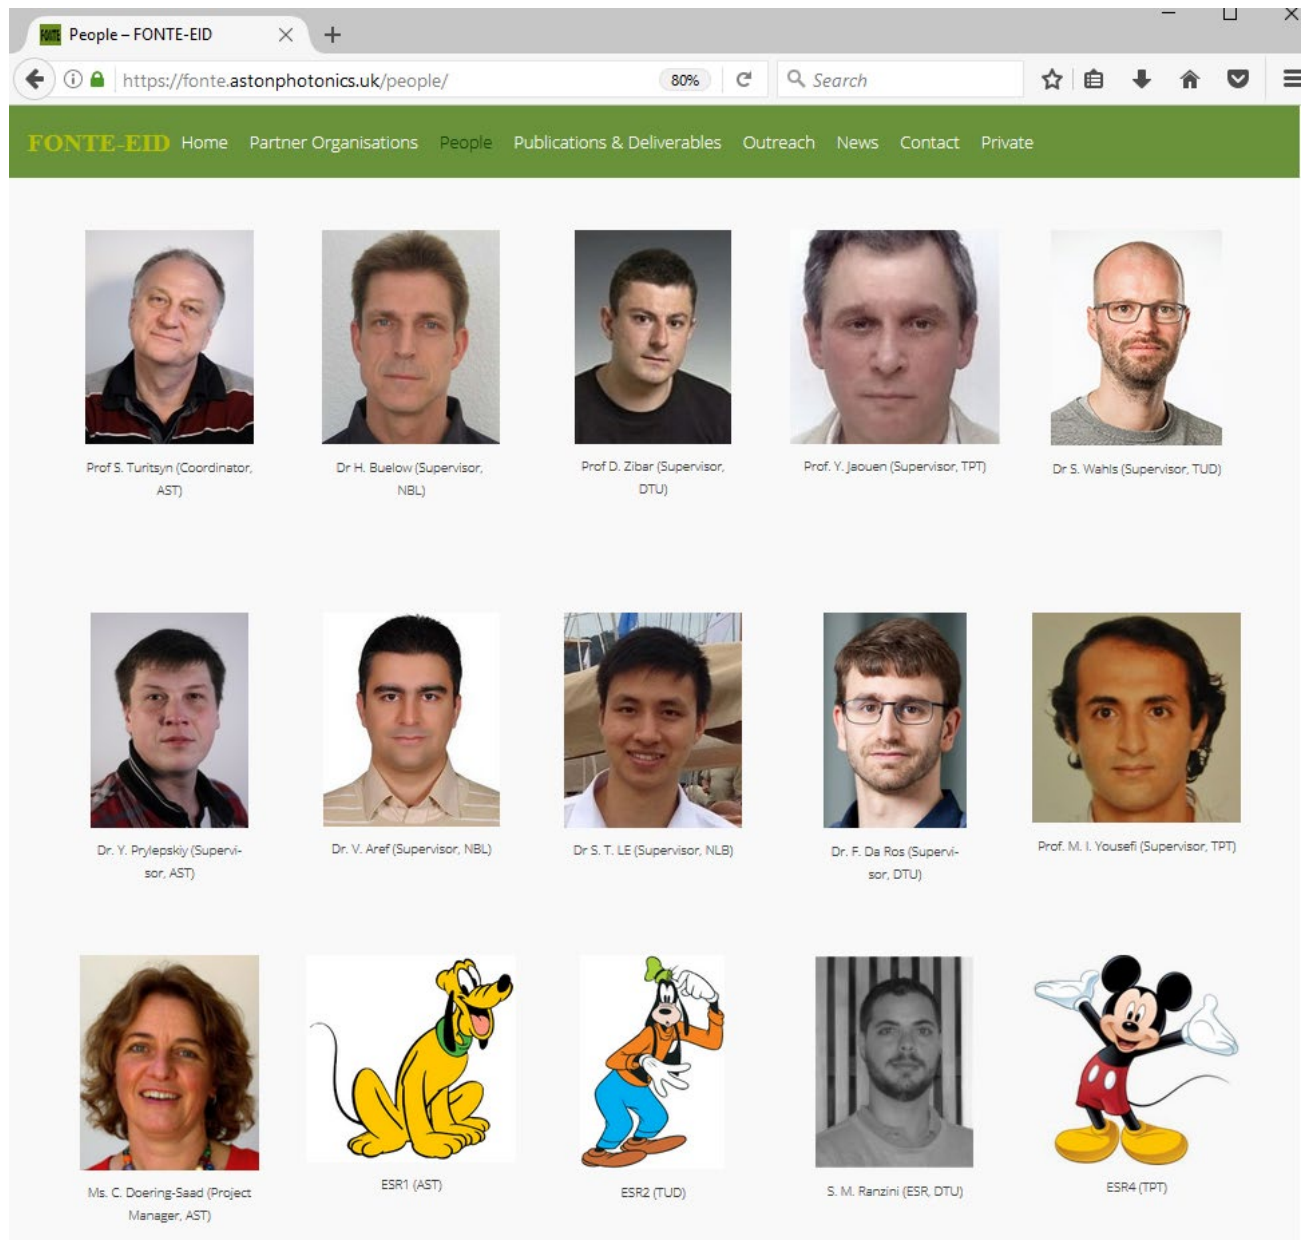 People – FONTE-EID
https://fonte.astonphotonics.uk/people/
80%
Search
FONTE-EID Home Partner Organisations People Publications & Deliverables Outreach News Contact Private
Prof S. Turitsyn (Coordinator,
AST)
Dr H. Buelow (Supervisor,
NBL)
Prof D. Zibar (Supervisor,
DTU)
Prof. Y. Jaouen (Supervisor, TPT)
Dr S. Wahls (Supervisor, TUD)
Dr. Y. Prylepskiy (Supervi-
sor, AST)
Dr. V. Aref (Supervisor, NBL)
Dr S. T. LE (Supervisor, NLB)
Dr. F. Da Ros (Supervi-
sor, DTU)
Prof. M. I. Yousefi (Supervisor, TPT)
Ms. C. Doering-Saad (Project
Manager, AST)
ESR1 (AST)
ESR2 (TUD)
S. M. Ranzini (ESR, DTU)
ESR4 (TPT)